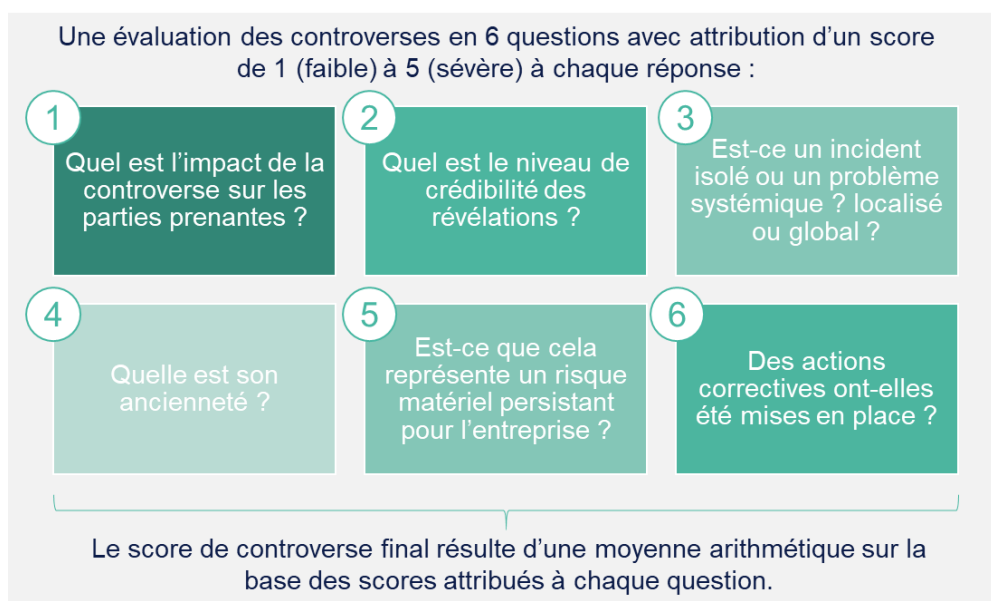 Une évaluation des controverses en 6 questions avec attribution d’un score
de 1 (faible) à 5 (sévère) à chaque réponse :
1
Quel est l’impact de la
controverse sur les
parties prenantes ?
2
Quel est le niveau de
crédibilité des
révélations ?
3
Est-ce un incident
isolé ou un problème
systémique ? localisé
ou global ?
4
Quelle est son
ancienneté ?
5
Est-ce que cela
représente un risque
matériel persistant
pour l’entreprise ?
6
Des actions
correctives ont-elles
été mises en place ?
Le score de controverse final résulte d’une moyenne arithmétique sur la
base des scores attribués à chaque question.